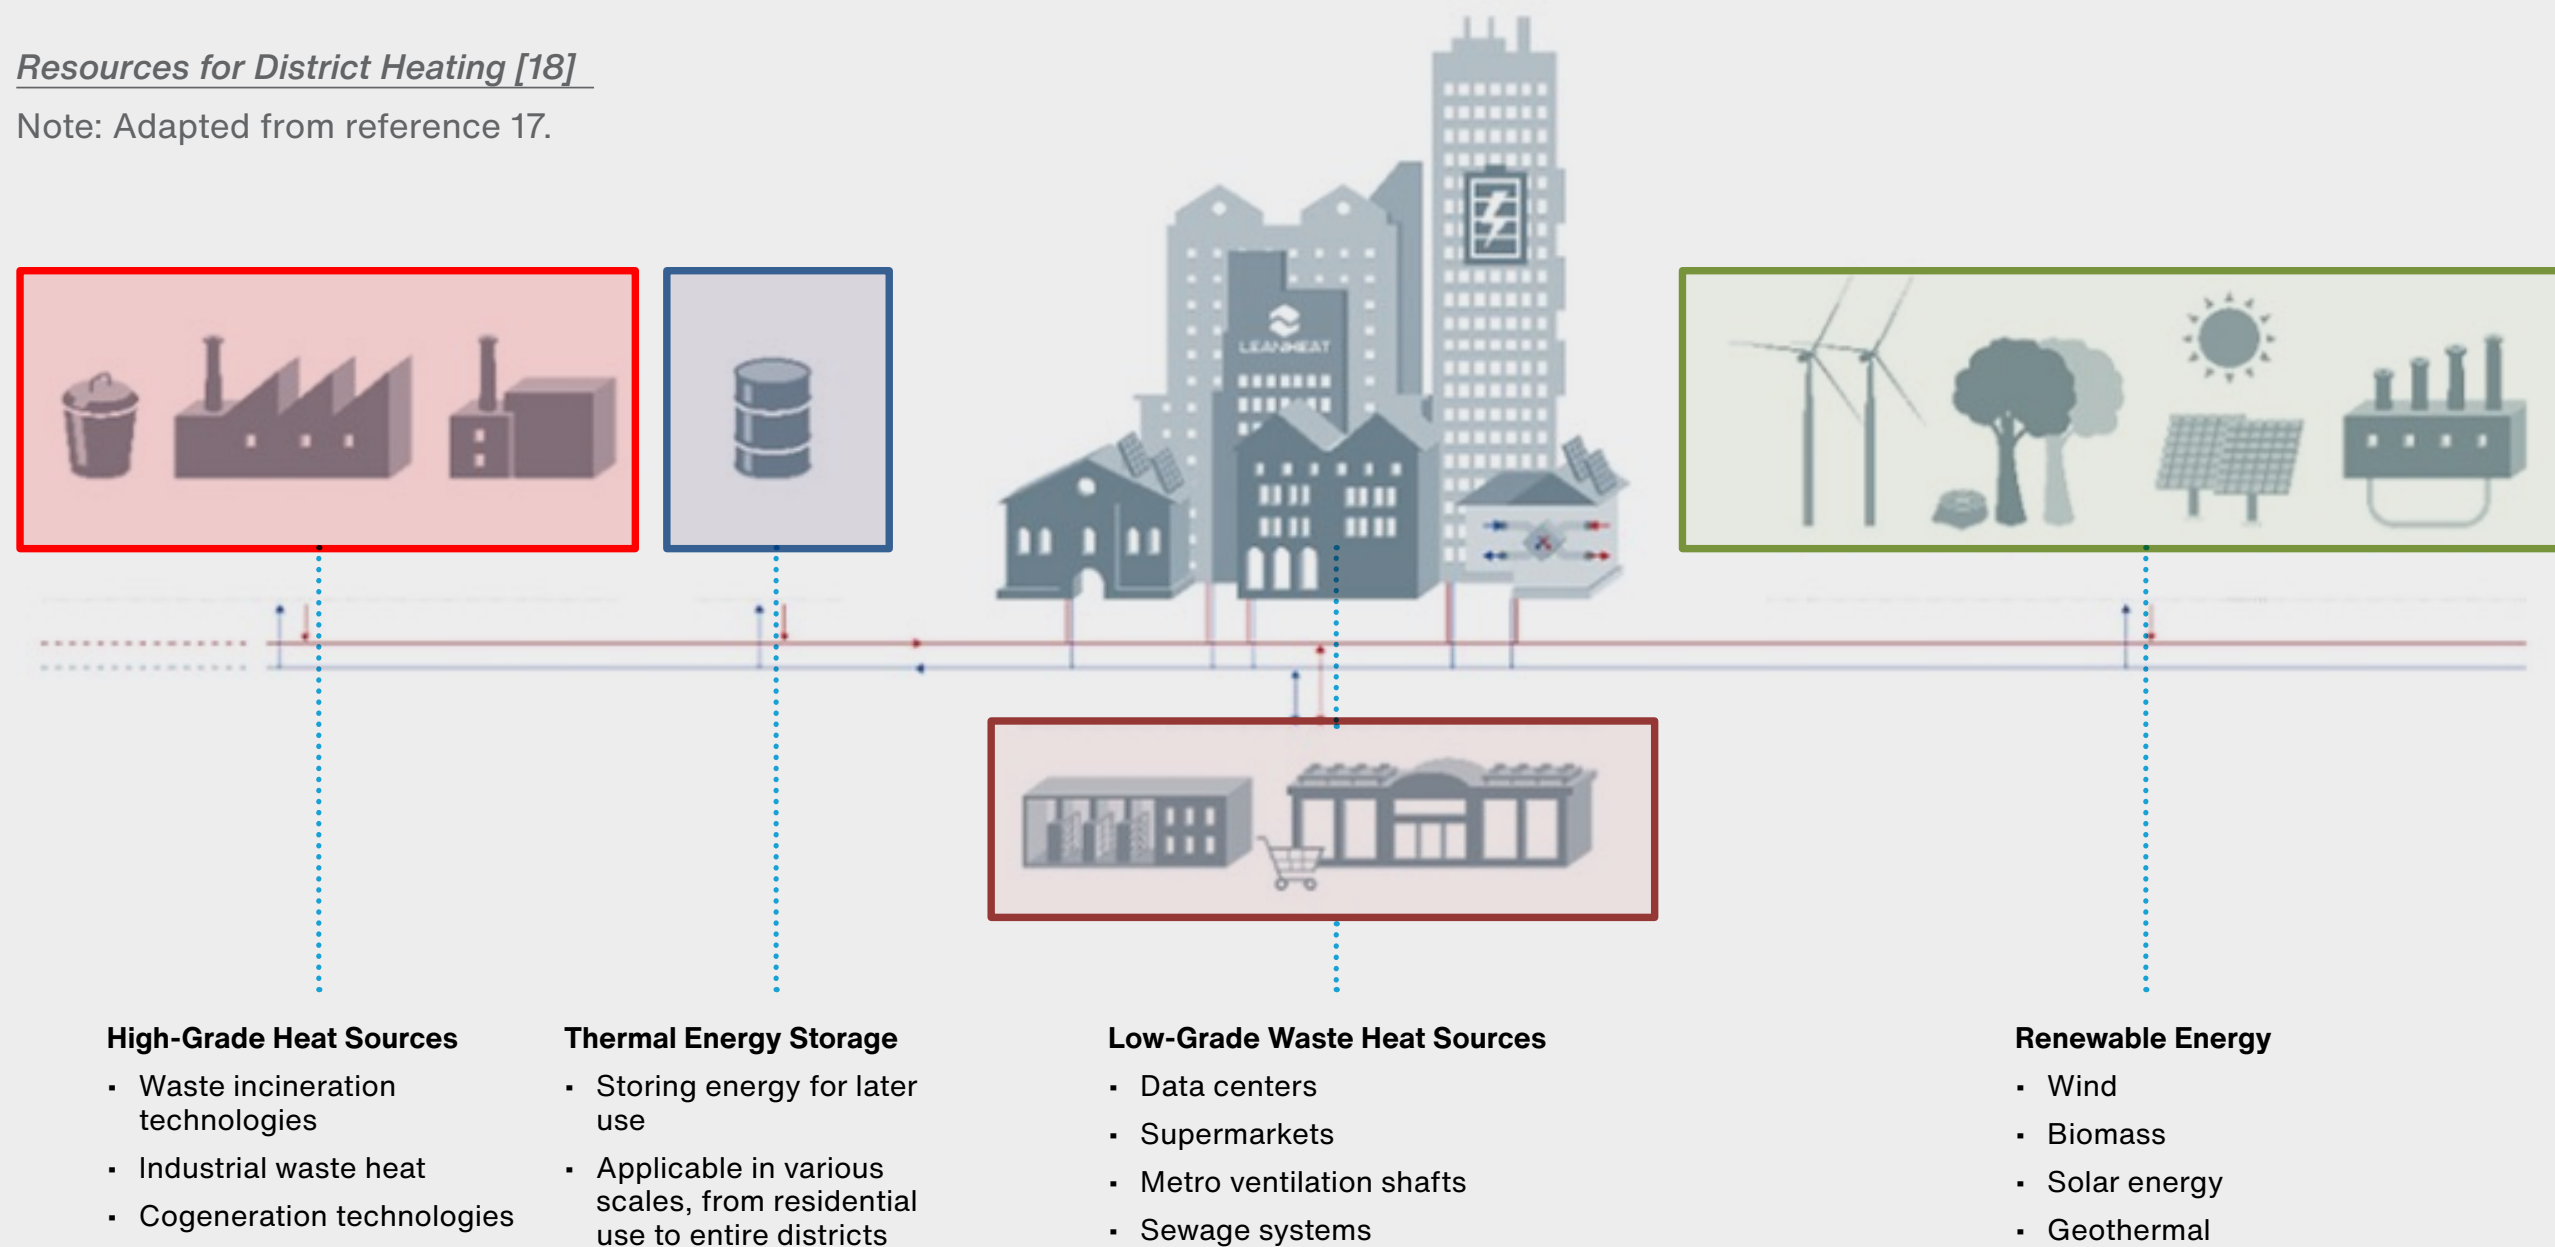 Resources for District Heating [18]
Note: Adapted from reference 17.
LEANHEAT
High-Grade Heat Sources
▪ Waste incineration
technologies
▪ Industrial waste heat
▪ Cogeneration technologies
Thermal Energy Storage
▪ Storing energy for later
use
▪ Applicable in various
scales, from residential
use to entire districts
Low-Grade Waste Heat Sources
▪ Data centers
▪ Supermarkets
▪ Metro ventilation shafts
▪ Sewage systems
Renewable Energy
▪ Wind
▪ Biomass
▪ Solar energy
▪ Geothermal